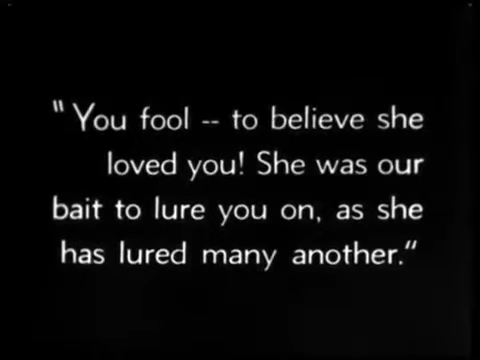 "You fool -- to believe she
loved you! She was our
bait to lure you on, as she
has lured many another."